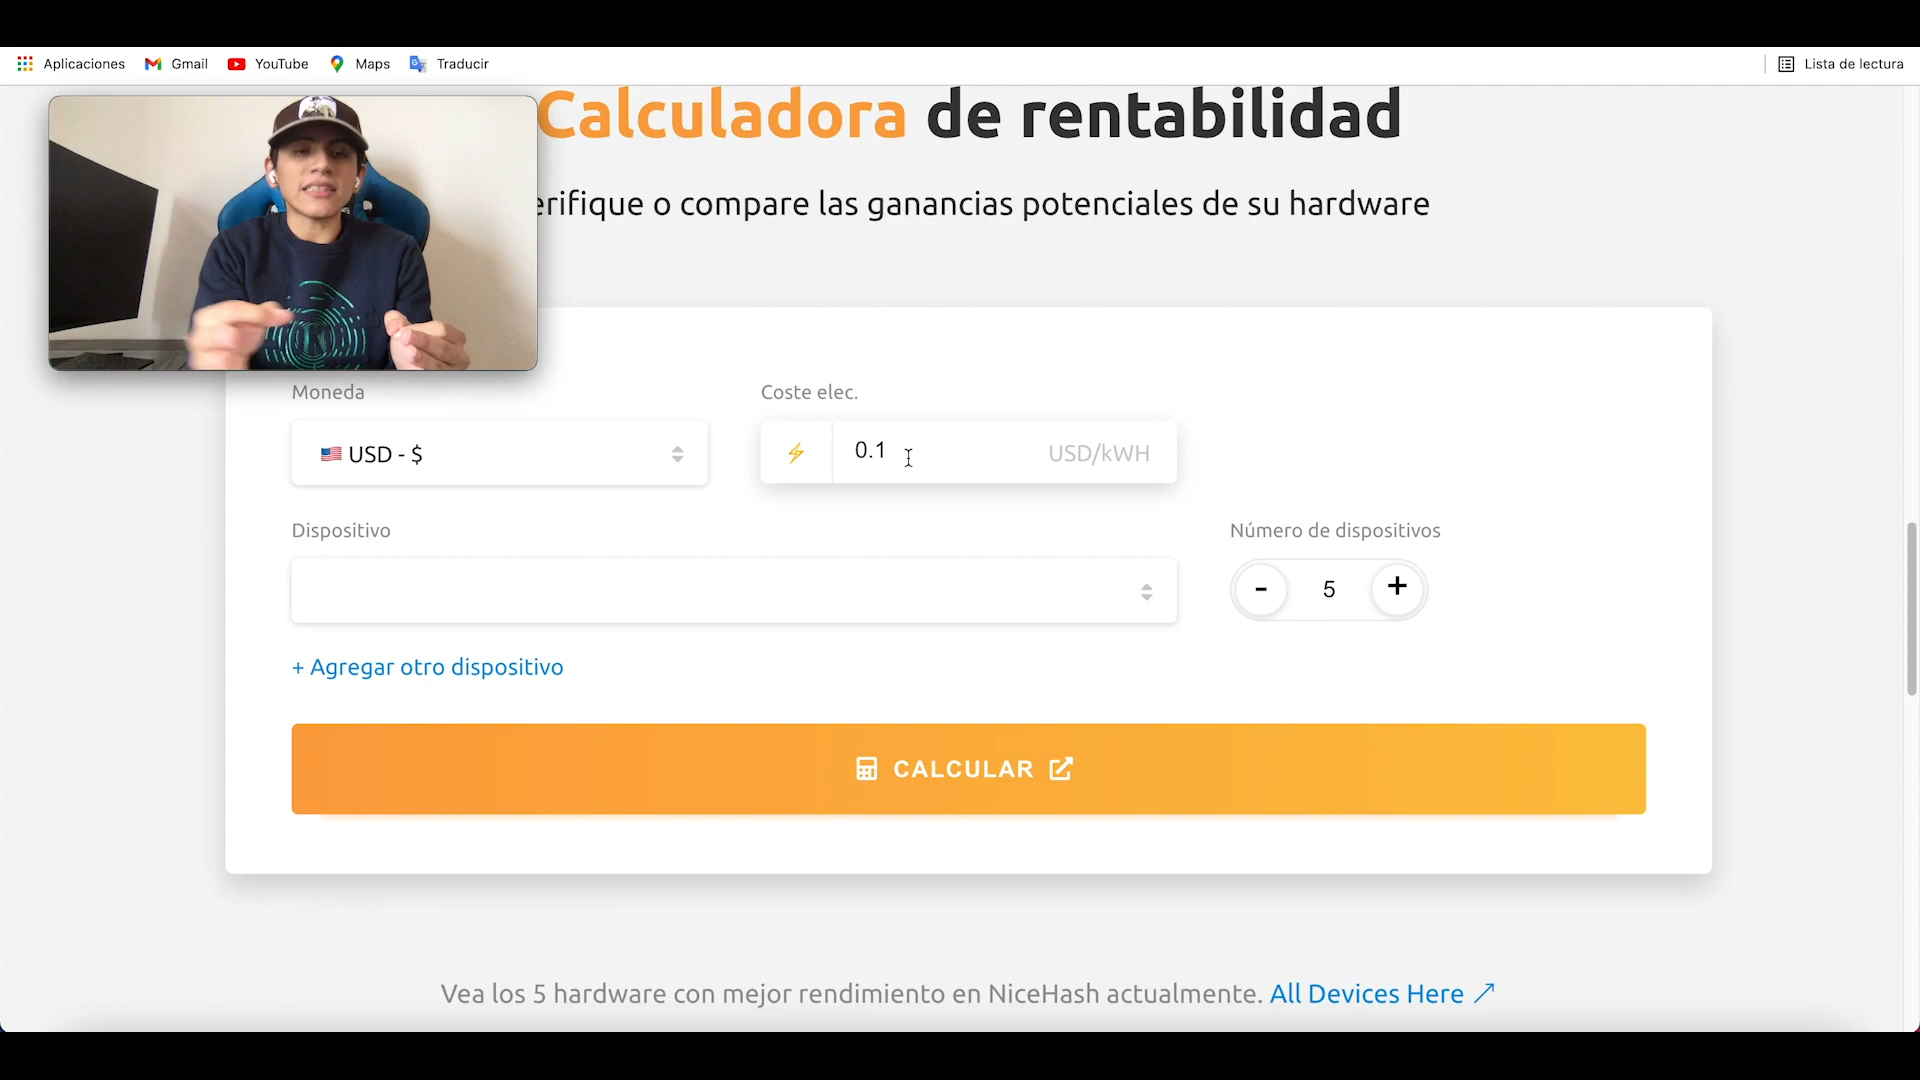 Aplicaciones Gmail YouTube Maps Traducir Lista de lectura
Calculadora de rentabilidad
erifique o compare las ganancias potenciales de su hardware
Moneda Coste elec.
USD - $ 0.1 USD/kWH
Dispositivo Número de dispositivos
- 5 +
+ Agregar otro dispositivo
CALCULAR
Vea los 5 hardware con mejor rendimiento en NiceHash actualmente. All Devices Here